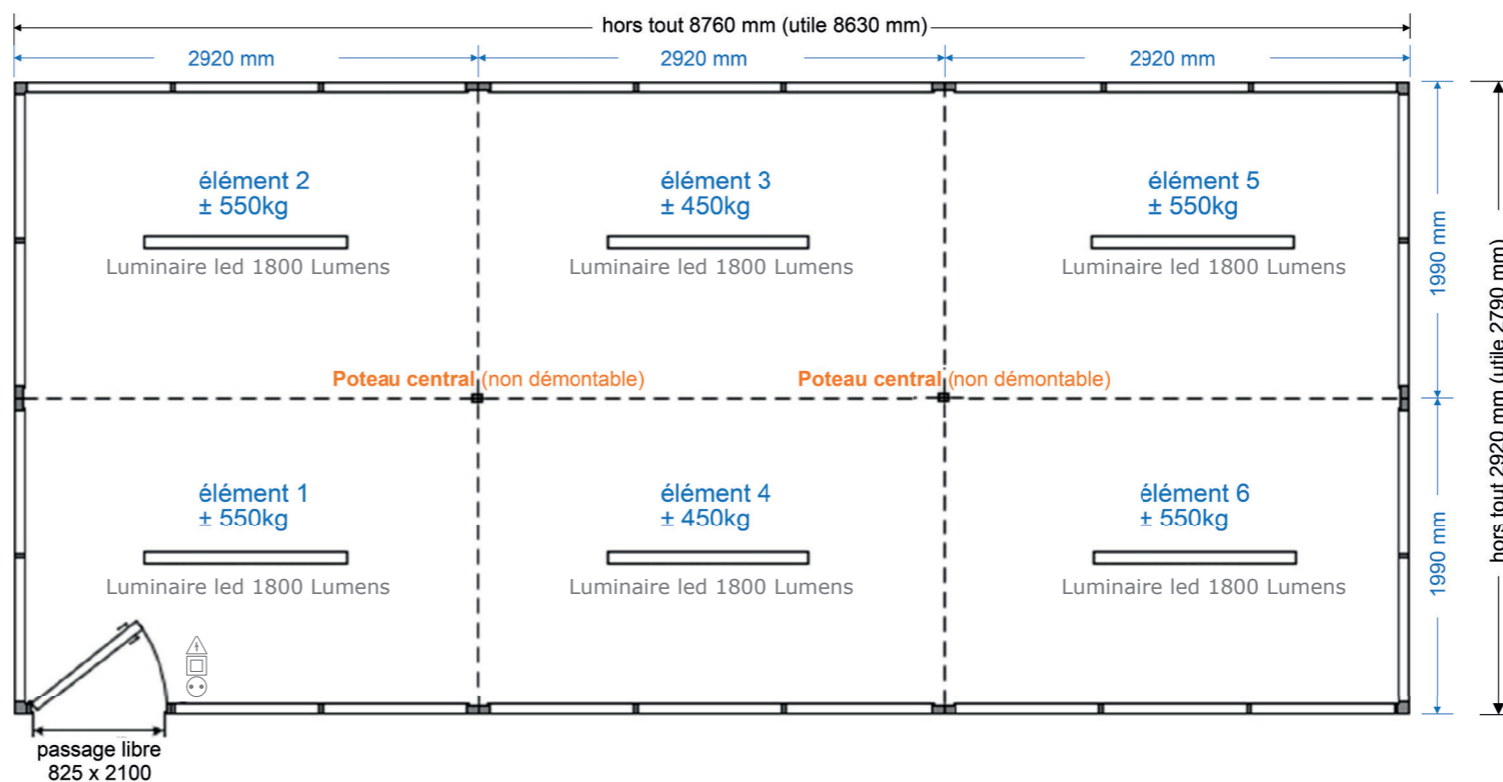 hors tout 8760 mm (utile 8630 mm)
2920 mm
2920 mm
2920 mm
élément 2
± 550kg
Luminaire led 1800 Lumens
élément 3
± 450kg
Luminaire led 1800 Lumens
élément 5
± 550kg
Luminaire led 1800 Lumens
1990 mm
hors tout 2920 mm (utile 2790 mm)
Poteau central (non démontable)
Poteau central (non démontable)
élément 1
± 550kg
Luminaire led 1800 Lumens
élément 4
± 450kg
Luminaire led 1800 Lumens
élément 6
± 550kg
Luminaire led 1800 Lumens
1990 mm
passage libre
825 x 2100